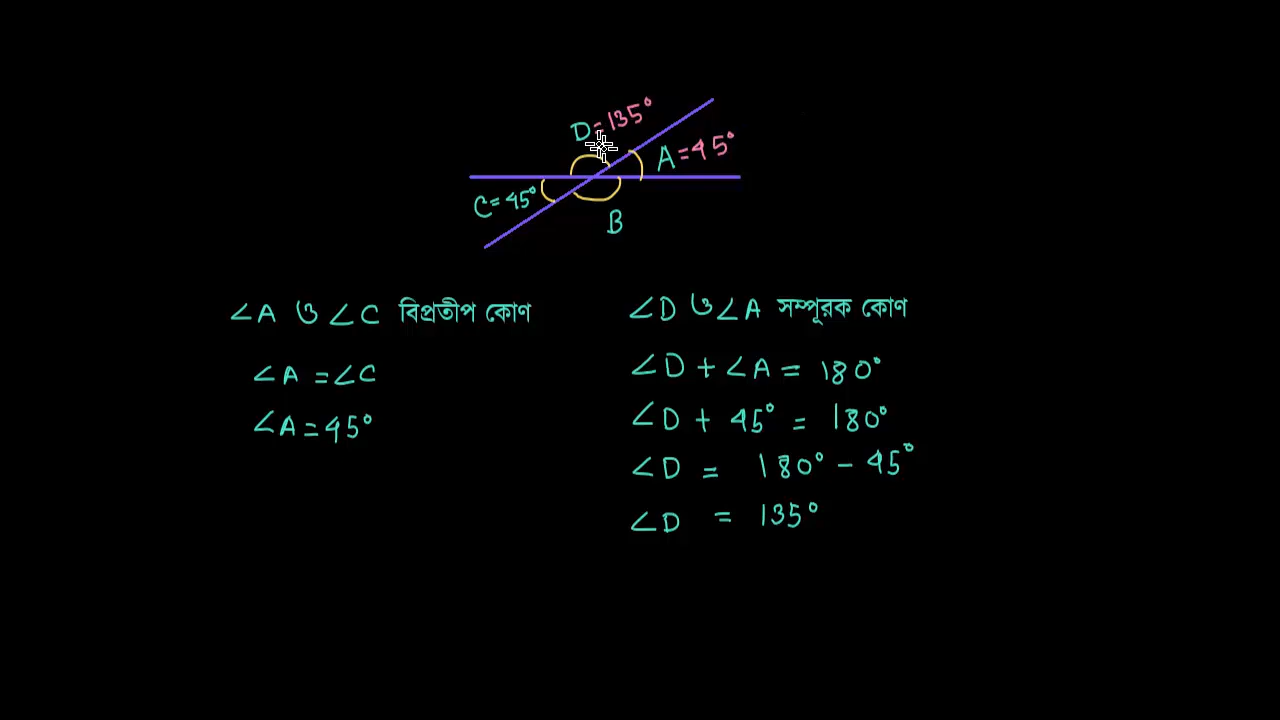 D=135°
A=45°
C=45°
B
∠A ও ∠C বিপ্রতীপ কোণ
∠A =∠C
∠A=45°
∠D ও ∠A সম্পূরক কোণ
∠D + ∠A = 180°
∠D + 45° = 180°
∠D = 180° - 45°
∠D = 135°